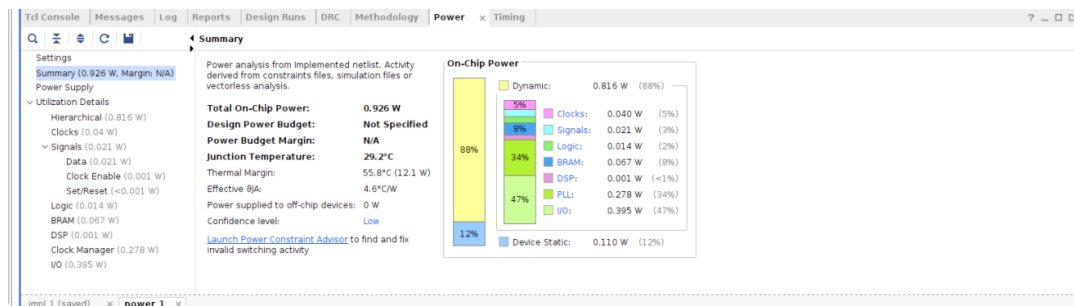 Tcl Console Messages Log Reports Design Runs DRC Methodology Power × Timing ? _
Summary
Settings
Summary (0.926 W, Margin: N/A)
Power Supply
Utilization Details
Hierarchical (0.816 W)
Clocks (0.04 W)
Signals (0.021 W)
Data (0.021 W)
Clock Enable (0.001 W)
Set/Reset (<0.001 W)
Logic (0.014 W)
BRAM (0.067 W)
DSP (0.001 W)
Clock Manager (0.278 W)
I/O (0.395 W)
Power analysis from Implemented netlist. Activity
derived from constraints files, simulation files or
vectorless analysis.
Total On-Chip Power: 0.926 W
Design Power Budget: Not Specified
Power Budget Margin: N/A
Junction Temperature: 29.2°C
Thermal Margin: 55.8°C (12.1 W)
Effective θJA: 4.6°C/W
Power supplied to off-chip devices: 0 W
Confidence level: Low
Launch Power Constraint Advisor to find and fix
invalid switching activity
On-Chip Power
88%
12%
Dynamic: 0.816 W (88%)
5%
8%
34%
47%
Clocks: 0.040 W (5%)
Signals: 0.021 W (3%)
Logic: 0.014 W (2%)
BRAM: 0.067 W (8%)
DSP: 0.001 W (<1%)
PLL: 0.278 W (34%)
I/O: 0.395 W (47%)
Device Static: 0.110 W (12%)
impl_1 (saved) × power_1 ×